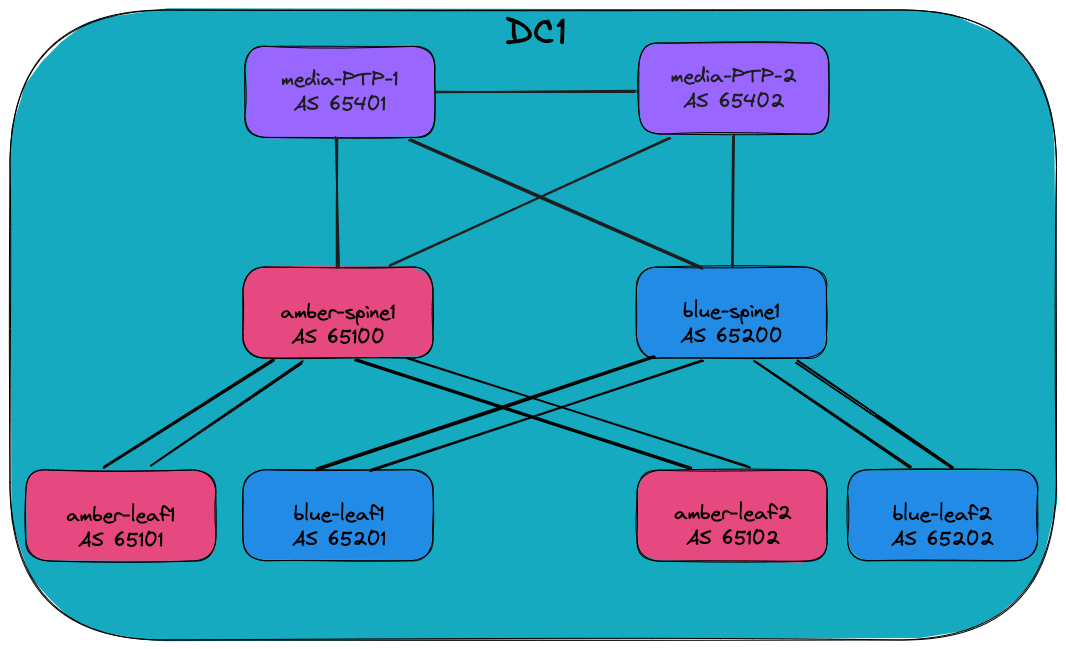 DC1
media-PTP-1
AS 65401
media-PTP-2
AS 65402
amber-spine1
AS 65100
blue-spine1
AS 65200
amber-leaf1
AS 65101
blue-leaf1
AS 65201
amber-leaf2
AS 65102
blue-leaf2
AS 65202